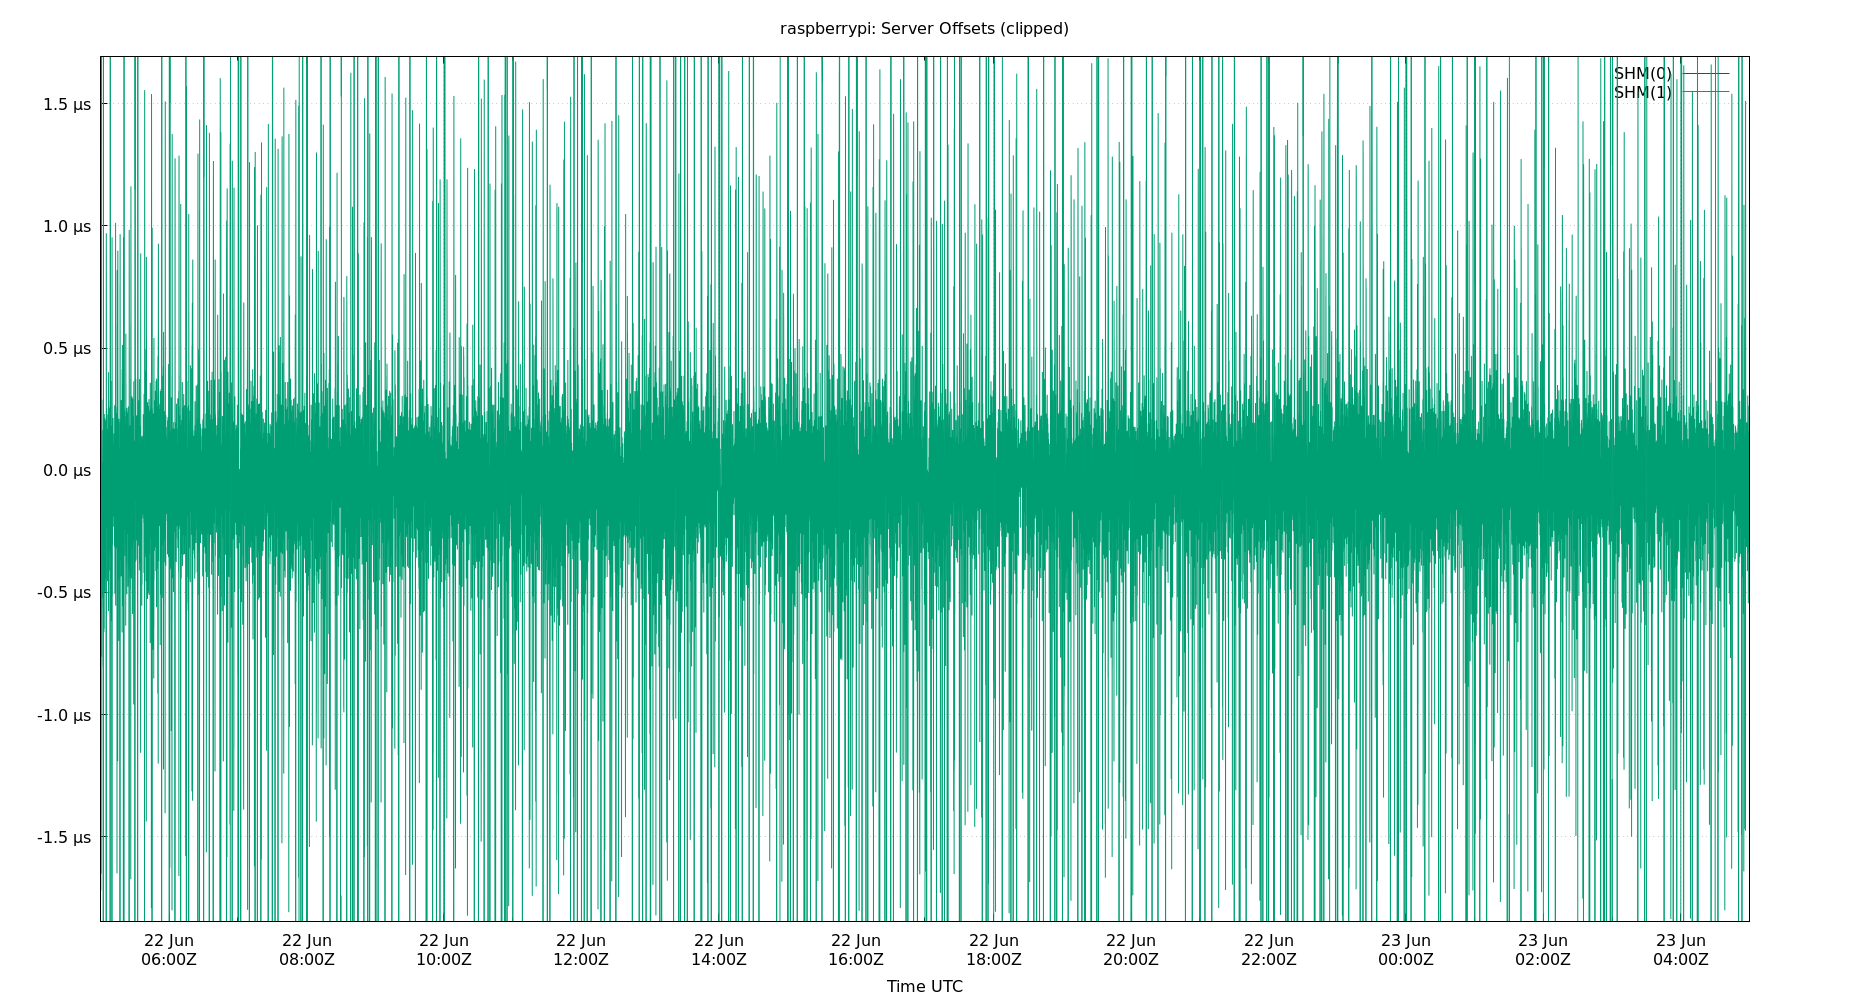 raspberrypi: Server Offsets (clipped)
SHM(0)
SHM(1)
1.5 µs
1.0 µs
0.5 µs
0.0 µs
-0.5 µs
-1.0 µs
-1.5 µs
22 Jun 22 Jun 22 Jun 22 Jun 22 Jun 22 Jun 22 Jun 22 Jun 22 Jun 23 Jun 23 Jun 23 Jun
06:00Z 08:00Z 10:00Z 12:00Z 14:00Z 16:00Z 18:00Z 20:00Z 22:00Z 00:00Z 02:00Z 04:00Z
Time UTC